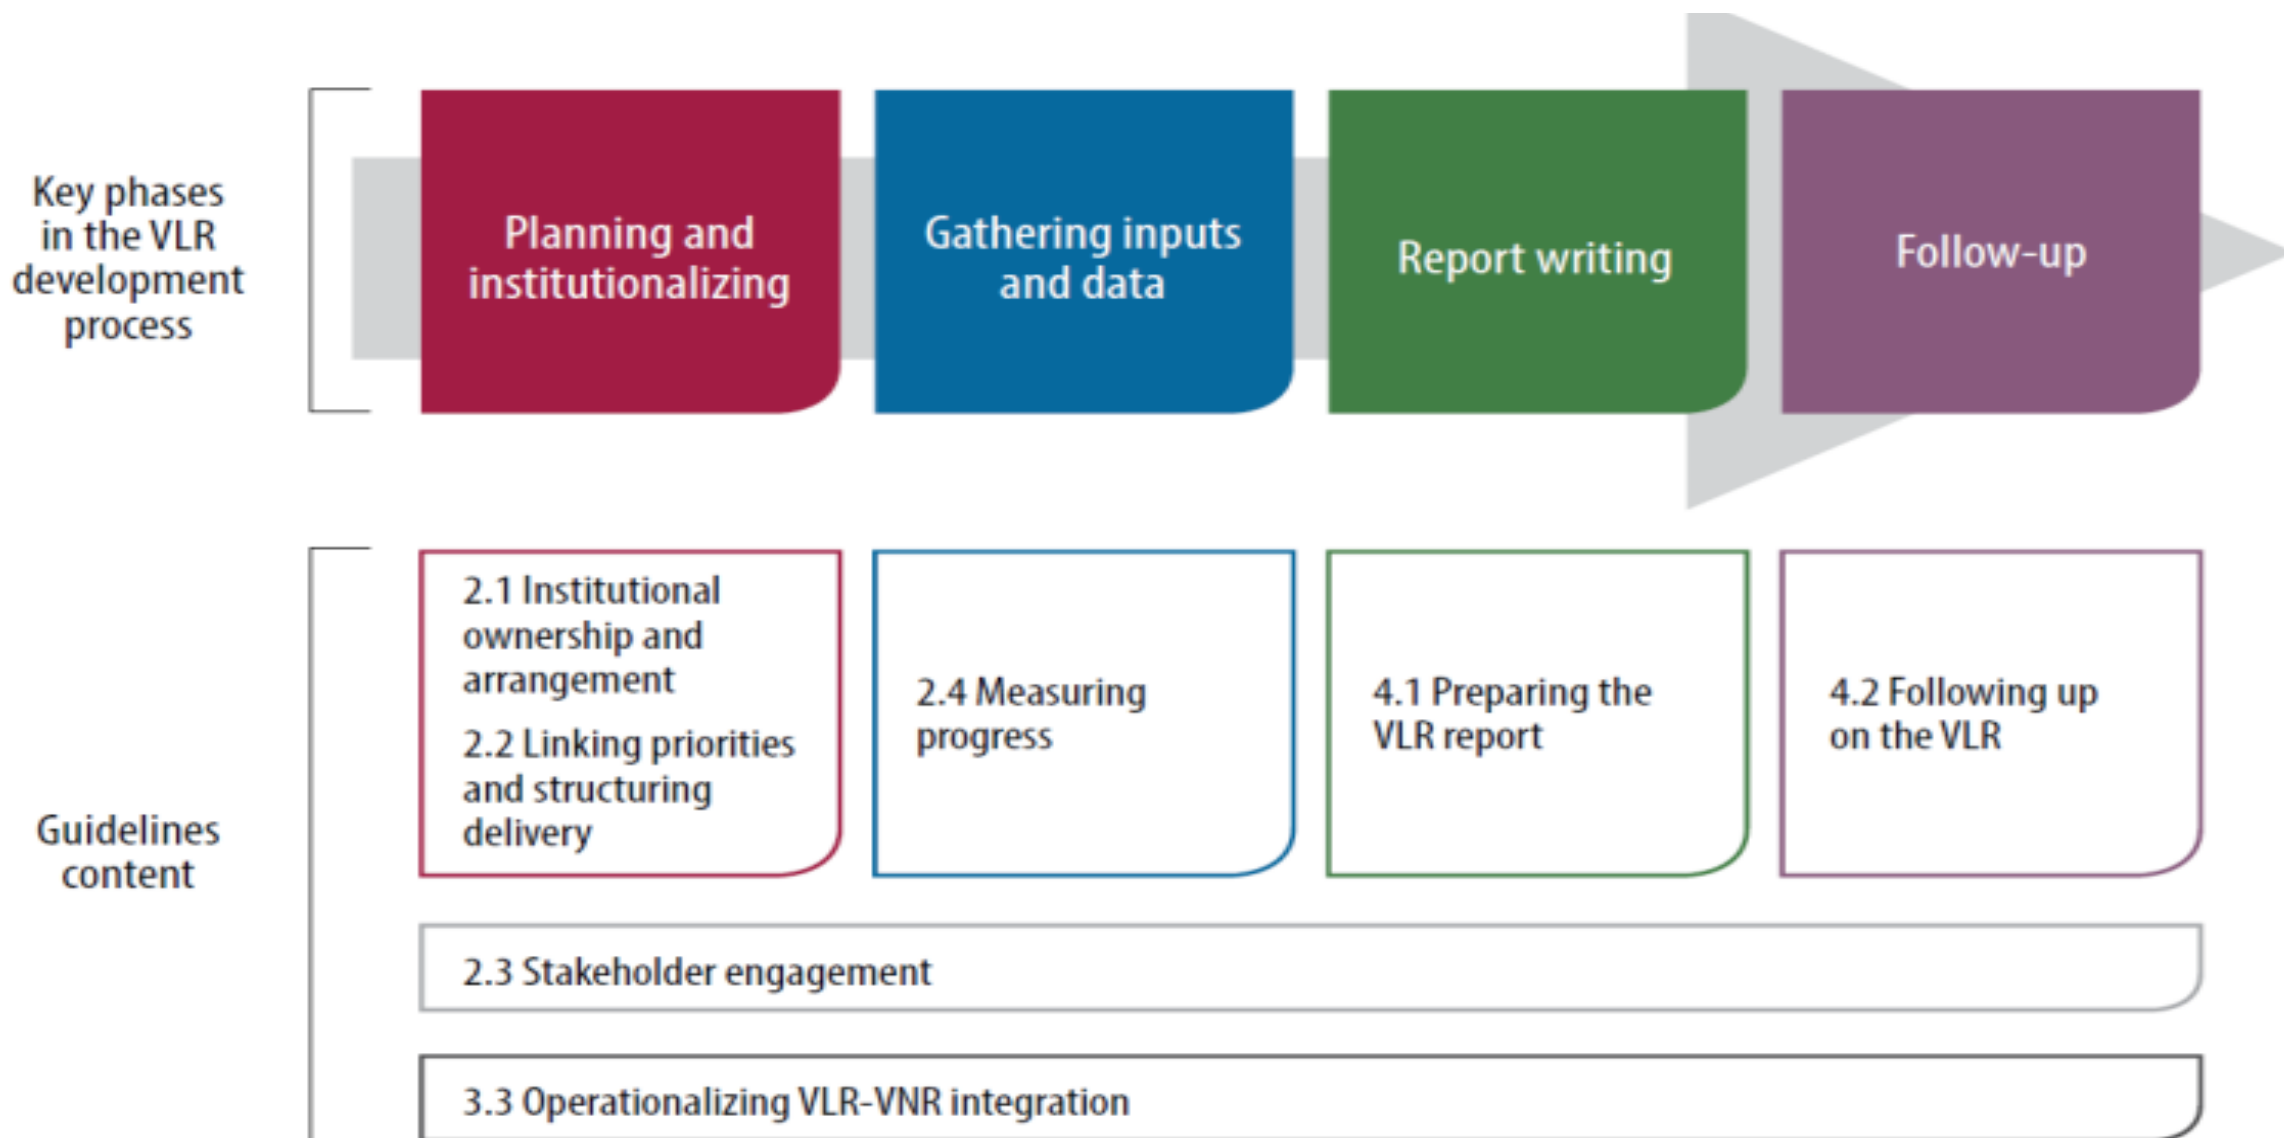 Key phases
in the VLR
development
process
Planning and
institutionalizing
Gathering inputs
and data
Report writing
Follow-up
Guidelines
content
2.1 Institutional
ownership and
arrangement
2.2 Linking priorities
and structuring
delivery
2.4 Measuring
progress
4.1 Preparing the
VLR report
4.2 Following up
on the VLR
2.3 Stakeholder engagement
3.3 Operationalizing VLR-VNR integration